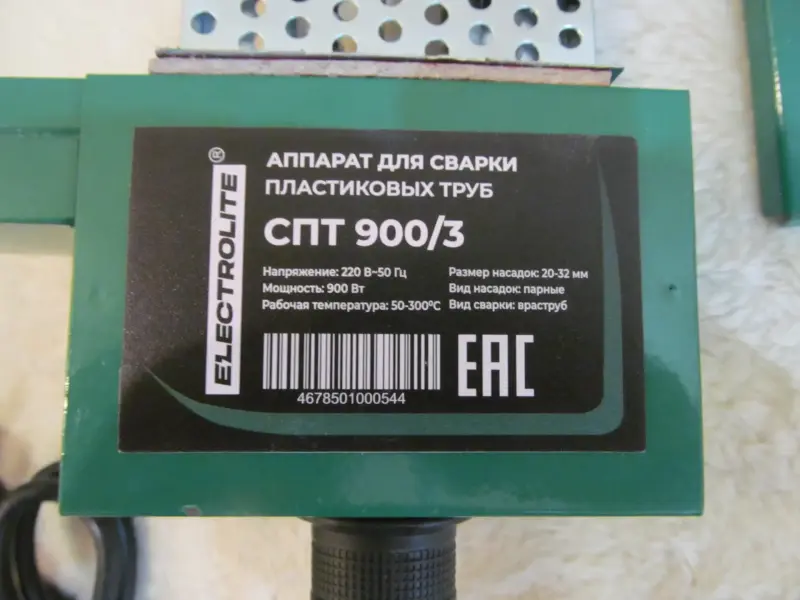 ELECTROLITE®
АППАРАТ ДЛЯ СВАРКИ
ПЛАСТИКОВЫХ ТРУБ
СПТ 900/3
Напряжение: 220 В~50 Гц
Мощность: 900 Вт
Рабочая температура: 50-300°C
Размер насадок: 20-32 мм
Вид насадок: парные
Вид сварки: враструб
4678501000544
EAC